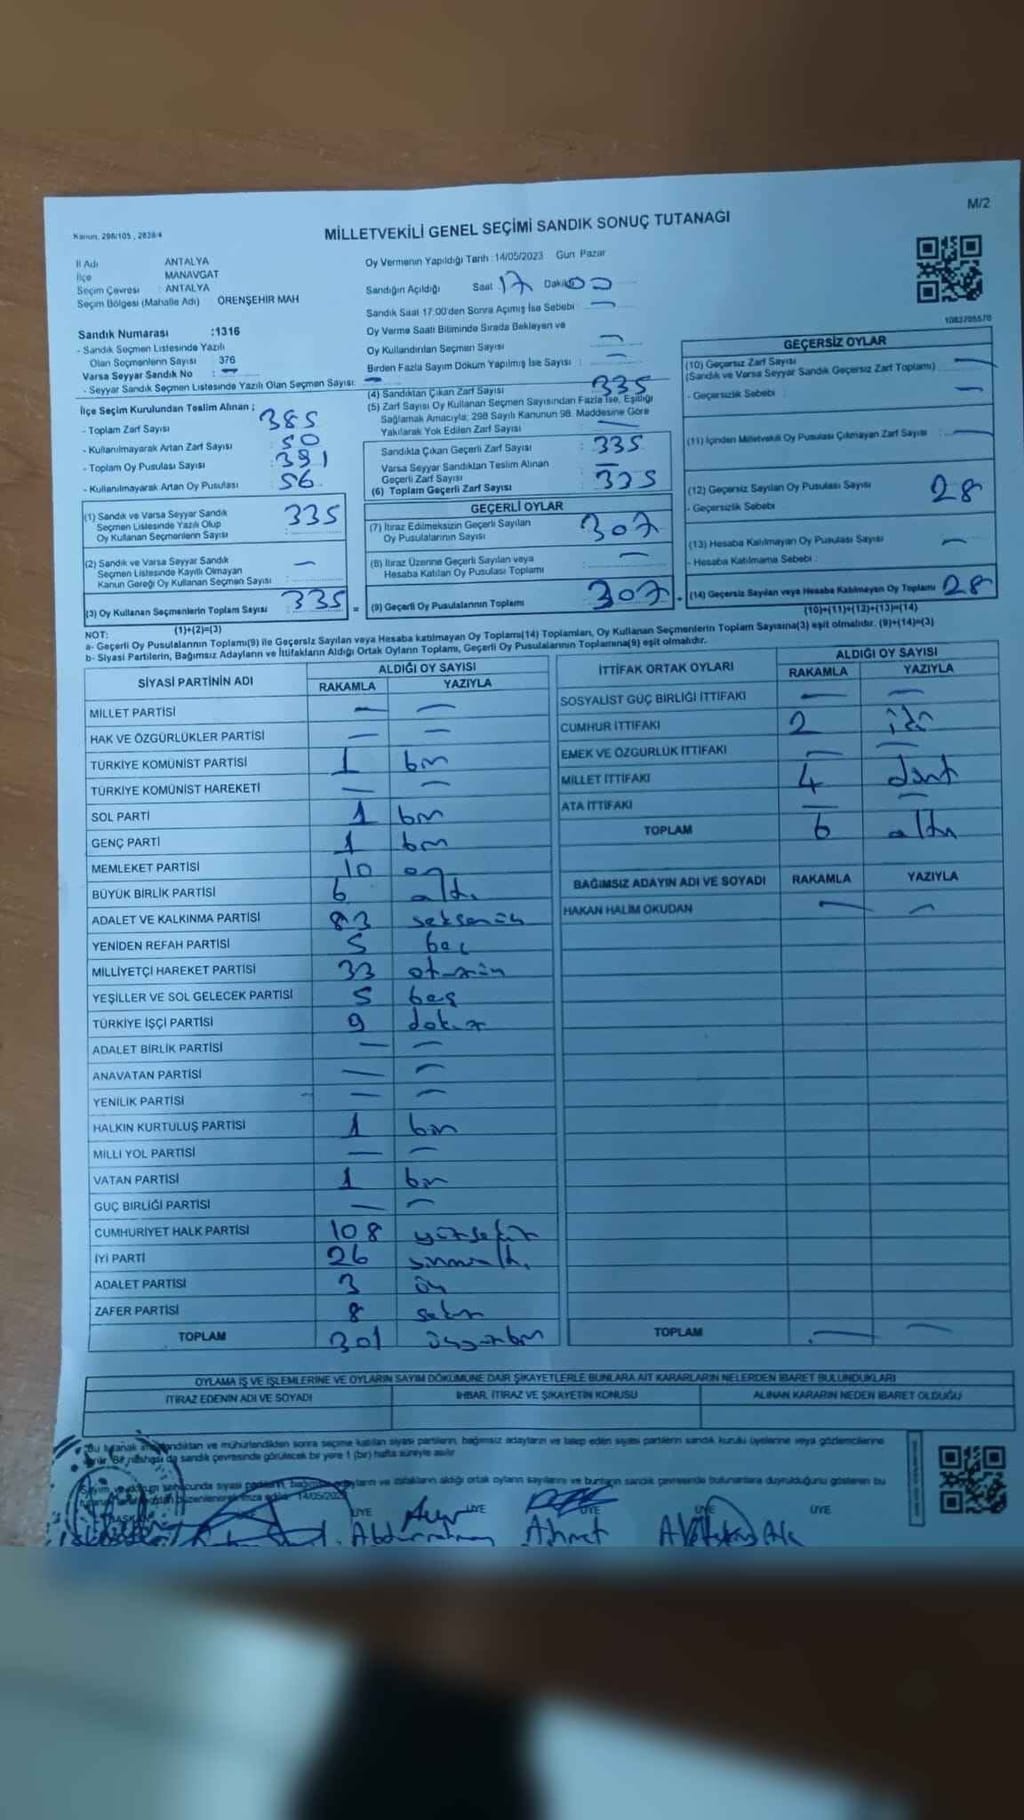 M/2
Kanun: 298/105 , 2839/4
MİLLETVEKİLİ GENEL SEÇİMİ SANDIK SONUÇ TUTANAĞI
İl Adı ANTALYA
İlçe MANAVGAT
Seçim Çevresi : ANTALYA
Seçim Bölgesi (Mahalle Adı) ÖRENŞEHİR MAH
Sandık Numarası :1316
- Sandık Seçmen Listesinde Yazılı
Olan Seçmenlerin Sayısı 376
Varsa Seyyar Sandık No : —
- Seyyar Sandık Seçmen Listesinde Yazılı Olan Seçmen Sayısı: —
Oy Vermenin Yapıldığı Tarih :14/05/2023 Gün Pazar
Sandığın Açıldığı Saat 17 Dakika 00
Sandık Saat 17:00'den Sonra Açılmış İse Sebebi : —
Oy Verme Saati Bitiminde Sırada Bekleyen ve
Oy Kullandırılan Seçmen Sayısı : —
Birden Fazla Sayım Döküm Yapılmış İse Sayısı : —
1083705570
İlçe Seçim Kurulundan Teslim Alınan ;
- Toplam Zarf Sayısı : 385
- Kullanılmayarak Artan Zarf Sayısı : 50
- Toplam Oy Pusulası Sayısı : 391
- Kullanılmayarak Artan Oy Pusulası : 56
(1) Sandık ve Varsa Seyyar Sandık
Seçmen Listesinde Yazılı Olup
Oy Kullanan Seçmenlerin Sayısı : 335
(2) Sandık ve Varsa Seyyar Sandık
Seçmen Listesinde Kayıtlı Olmayan
Kanun Gereği Oy Kullanan Seçmen Sayısı : —
(3) Oy Kullanan Seçmenlerin Toplam Sayısı : 335 =
(1)+(2)=(3)
(4) Sandıktan Çıkan Zarf Sayısı : 335
(5) Zarf Sayısı Oy Kullanan Seçmen Sayısından Fazla İse, Eşitliği
Sağlamak Amacıyla; 298 Sayılı Kanunun 98. Maddesine Göre
Yakılarak Yok Edilen Zarf Sayısı : —
Sandıkta Çıkan Geçerli Zarf Sayısı : 335
Varsa Seyyar Sandıktan Teslim Alınan
Geçerli Zarf Sayısı : —
(6) Toplam Geçerli Zarf Sayısı : 335
GEÇERLİ OYLAR
(7) İtiraz Edilmeksizin Geçerli Sayılan
Oy Pusulalarının Sayısı : 307
(8) İtiraz Üzerine Geçerli Sayılan veya
Hesaba Katılan Oy Pusulası Toplamı : —
(9) Geçerli Oy Pusulalarının Toplamı : 307
GEÇERSİZ OYLAR
(10) Geçersiz Zarf Sayısı
(Sandık ve Varsa Seyyar Sandık Geçersiz Zarf Toplamı) : —
- Geçersizlik Sebebi : —
(11) İçinden Milletvekili Oy Pusulası Çıkmayan Zarf Sayısı : —
(12) Geçersiz Sayılan Oy Pusulası Sayısı 28
- Geçersizlik Sebebi
(13) Hesaba Katılmayan Oy Pusulası Sayısı —
- Hesaba Katılmama Sebebi :
(14) Geçersiz Sayılan veya Hesaba Katılmayan Oy Toplamı 28
(10)+(11)+(12)+(13)=(14)
NOT:
a- Geçerli Oy Pusulalarının Toplamı(9) ile Geçersiz Sayılan veya Hesaba katılmayan Oy Toplamı(14) Toplamları, Oy Kullanan Seçmenlerin Toplam Sayısına(3) eşit olmalıdır. (9)+(14)=(3)
b- Siyasi Partilerin, Bağımsız Adayların ve İttifakların Aldığı Ortak Oyların Toplamı, Geçerli Oy Pusulalarının Toplamına(9) eşit olmalıdır.
SİYASİ PARTİNİN ADI ALDIĞI OY SAYISI
RAKAMLA YAZIYLA
MİLLET PARTİSİ — —
HAK VE ÖZGÜRLÜKLER PARTİSİ — —
TÜRKİYE KOMÜNİST PARTİSİ 1 bir
TÜRKİYE KOMÜNİST HAREKETİ — —
SOL PARTİ 1 bir
GENÇ PARTİ 1 bir
MEMLEKET PARTİSİ 10 on
BÜYÜK BİRLİK PARTİSİ 6 altı
ADALET VE KALKINMA PARTİSİ 83 seksenüç
YENİDEN REFAH PARTİSİ 5 beş
MİLLİYETÇİ HAREKET PARTİSİ 33 otuzüç
YEŞİLLER VE SOL GELECEK PARTİSİ 5 beş
TÜRKİYE İŞÇİ PARTİSİ 9 dokuz
ADALET BİRLİK PARTİSİ — —
ANAVATAN PARTİSİ — —
YENİLİK PARTİSİ — —
HALKIN KURTULUŞ PARTİSİ 1 bir
MİLLİ YOL PARTİSİ — —
VATAN PARTİSİ 1 bir
GÜÇ BİRLİĞİ PARTİSİ — —
CUMHURİYET HALK PARTİSİ 108 yüzsekiz
İYİ PARTİ 26 yirmialtı
ADALET PARTİSİ 3 üç
ZAFER PARTİSİ 8 sekiz
TOPLAM 301 üçyüzbir
İTTİFAK ORTAK OYLARI ALDIĞI OY SAYISI
RAKAMLA YAZIYLA
SOSYALİST GÜÇ BİRLİĞİ İTTİFAKI — —
CUMHUR İTTİFAKI 2 iki
EMEK VE ÖZGÜRLÜK İTTİFAKI — —
MİLLET İTTİFAKI 4 dört
ATA İTTİFAKI — —
TOPLAM 6 altı
BAĞIMSIZ ADAYIN ADI VE SOYADI RAKAMLA YAZIYLA
HAKAN HALİM OKUDAN — —
TOPLAM — —
OYLAMA İŞ VE İŞLEMLERİNE VE OYLARIN SAYIM DÖKÜMÜNE DAİR ŞİKAYETLERLE BUNLARA AİT KARARLARIN NELERDEN İBARET BULUNDUKLARI
İTİRAZ EDENİN ADI VE SOYADI İHBAR, İTİRAZ VE ŞİKAYETİN KONUSU ALINAN KARARIN NEDEN İBARET OLDUĞU
Bu tutanak mühürlendikten sonra seçime katılan siyasi partilerin, bağımsız adayların ve talep eden siyasi partilerin sandık kurulu üyelerine veya gözlemcilerine
Bir nüshası da sandık çevresinde görülecek bir yere 1 (bir) hafta süreyle asılır
sonucunda siyasi partilerin, ve ittifakların aldığı ortak oyların sayılarını ve bunların sandık çevresinde bulunanlara duyrulduğunu gösteren bu
14/05/2023
BAŞKAN ÜYE ÜYE ÜYE ÜYE ÜYE
Ahmet